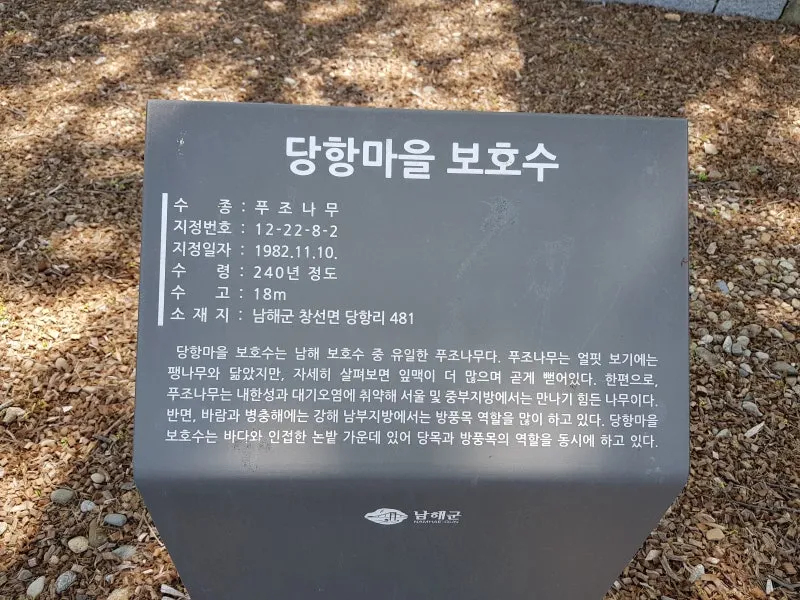 당항마을 보호수
수 종 : 푸 조 나 무
지정번호 : 12-22-8-2
지정일자 : 1982.11.10.
수 령 : 240년 정도
수 고 : 18m
소 재 지 : 남해군 창선면 당항리 481
당항마을 보호수는 남해 보호수 중 유일한 푸조나무다. 푸조나무는 얼핏 보기에는
팽나무와 닮았지만, 자세히 살펴보면 잎맥이 더 많으며 곧게 뻗어있다. 한편으로,
푸조나무는 내한성과 대기오염에 취약해 서울 및 중부지방에서는 만나기 힘든 나무이다.
반면, 바람과 병충해에는 강해 남부지방에서는 방풍목 역할을 많이 하고 있다. 당항마을
보호수는 바다와 인접한 논밭 가운데 있어 당목과 방풍목의 역할을 동시에 하고 있다.
남해군
NAMHAE-GUN